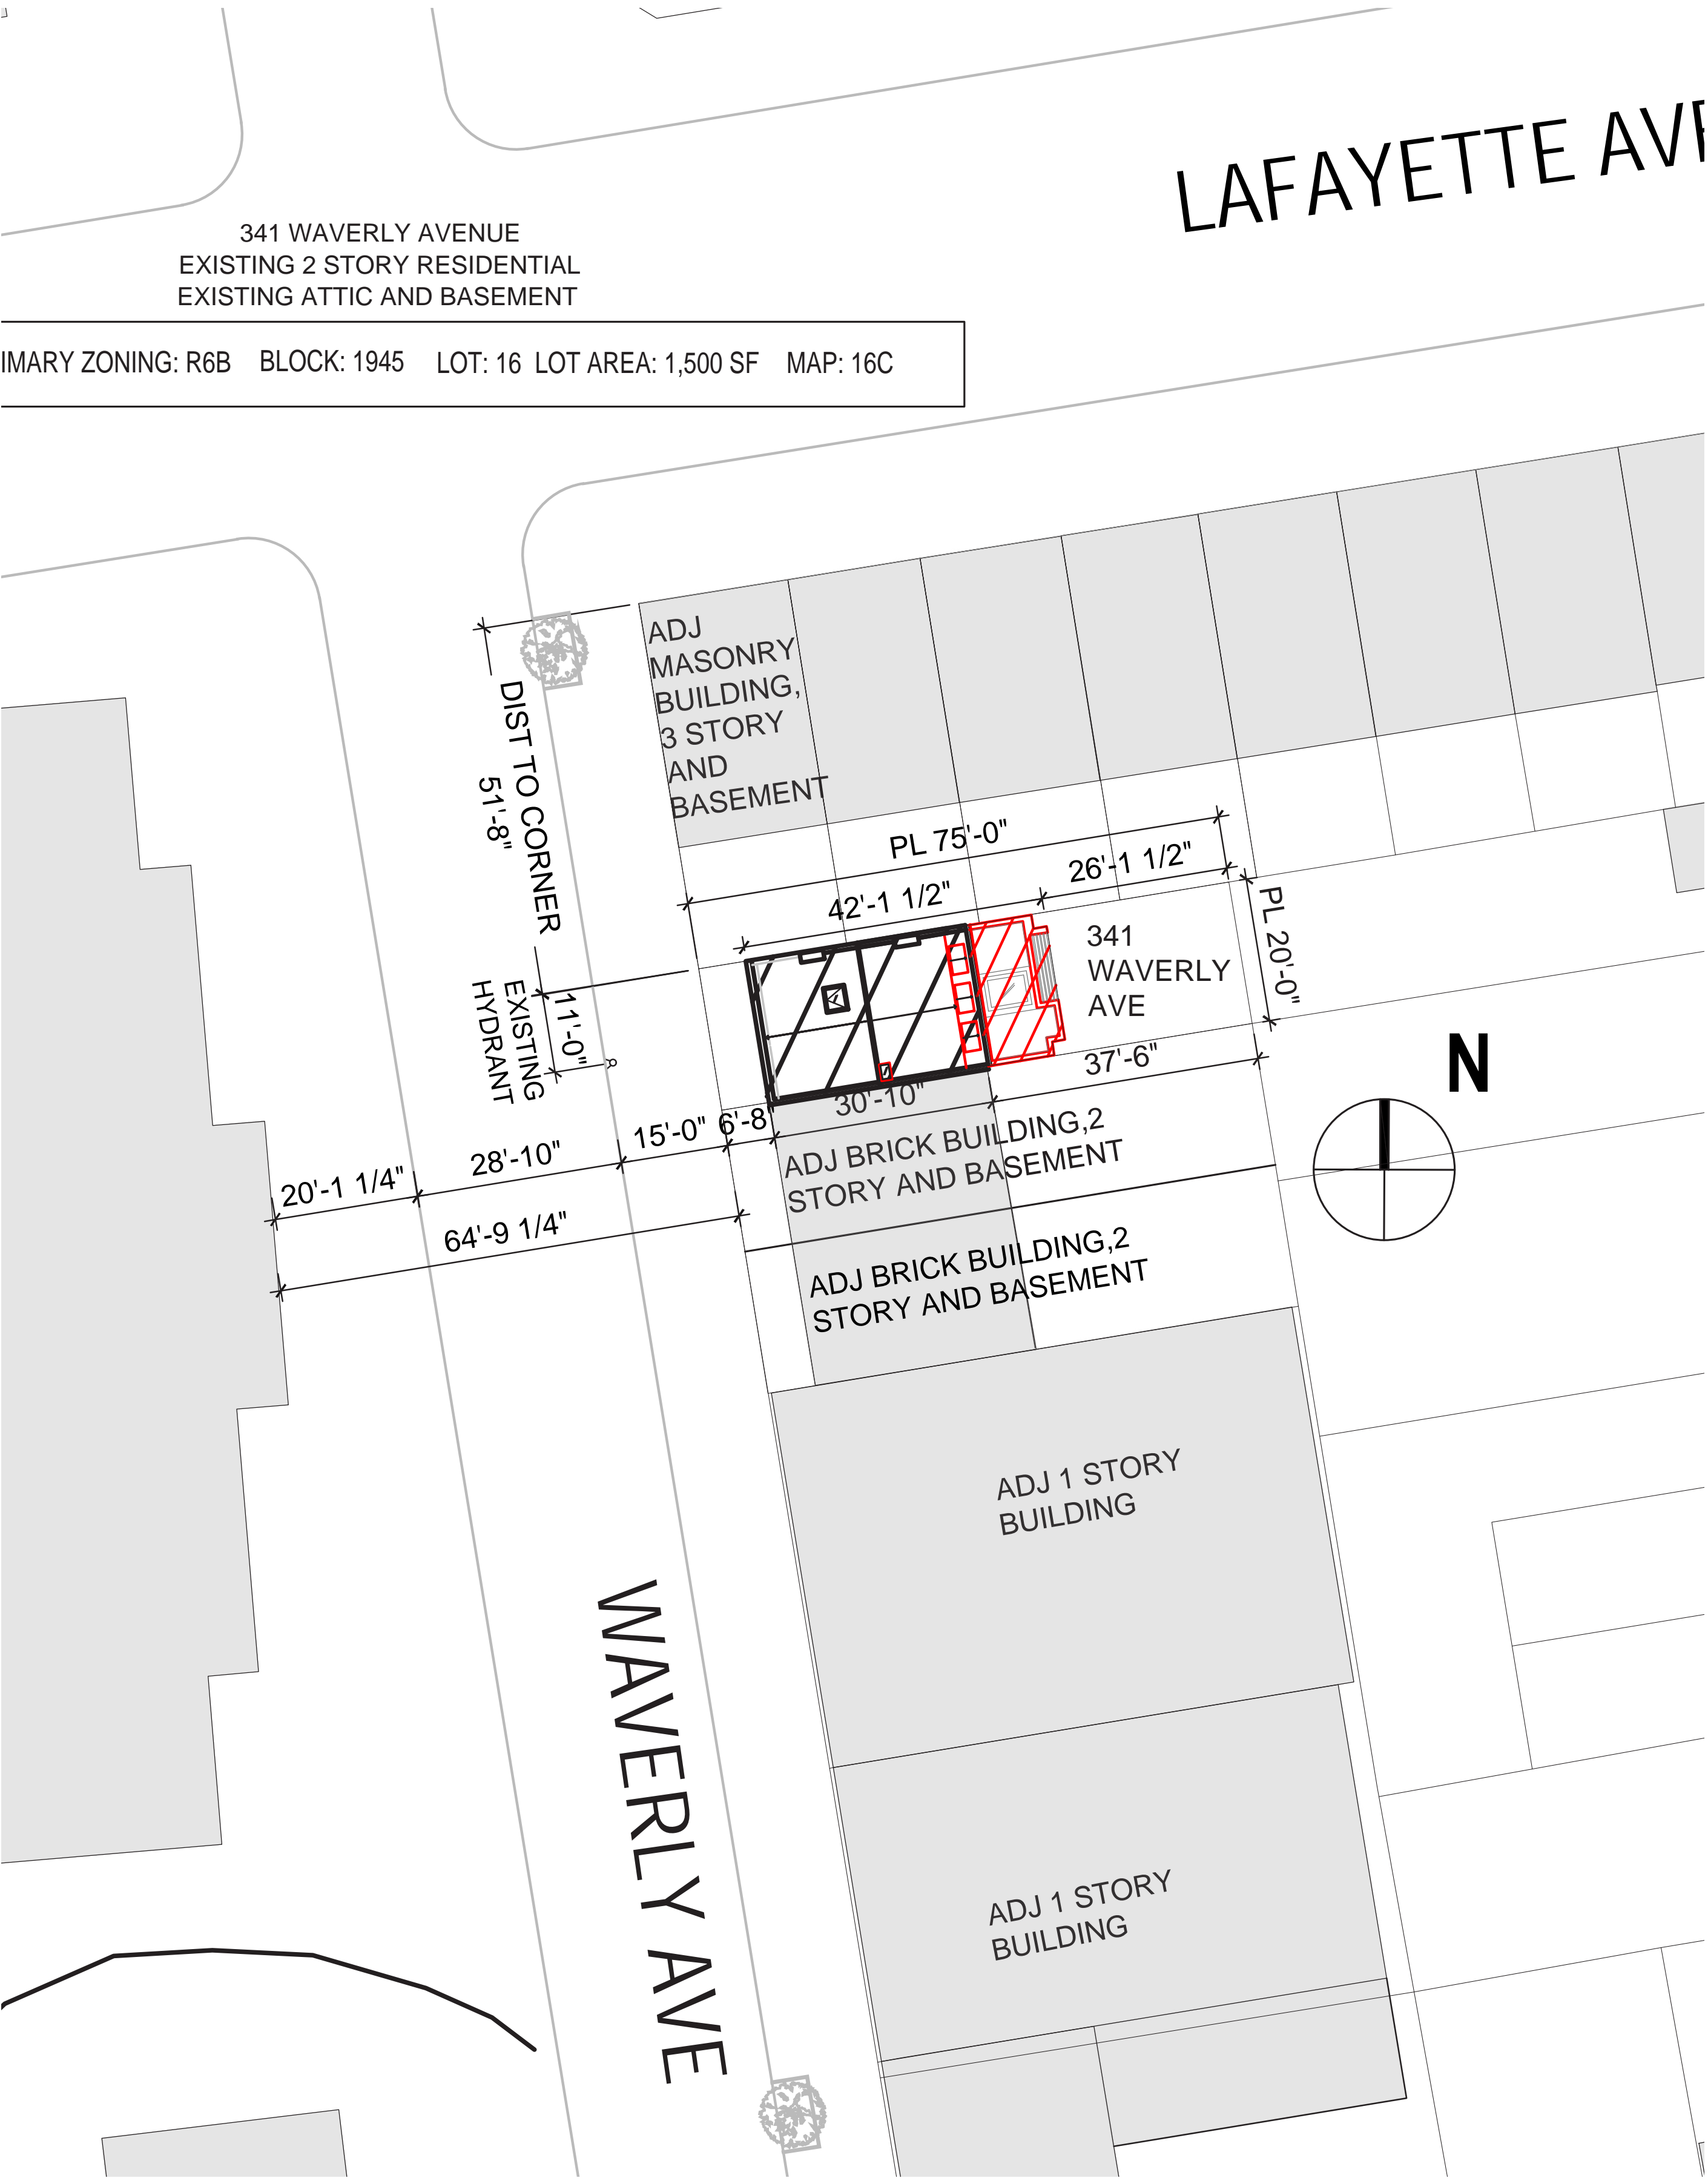 LAFAYETTE AVE
341 WAVERLY AVENUE
EXISTING 2 STORY RESIDENTIAL
EXISTING ATTIC AND BASEMENT
IMARY ZONING: R6B BLOCK: 1945 LOT: 16 LOT AREA: 1,500 SF MAP: 16C
ADJ
MASONRY
BUILDING,
3 STORY
AND
BASEMENT
DIST TO CORNER
51'-8"
PL 75'-0"
26'-1 1/2"
42'-1 1/2"
PL 20'-0"
341
WAVERLY
AVE
EXISTING
HYDRANT
11'-0"
N
37'-6"
30'-10"
6'-8
15'-0"
28'-10"
20'-1 1/4"
64'-9 1/4"
ADJ BRICK BUILDING,2
STORY AND BASEMENT
ADJ BRICK BUILDING,2
STORY AND BASEMENT
ADJ 1 STORY
BUILDING
WAVERLY AVE
ADJ 1 STORY
BUILDING